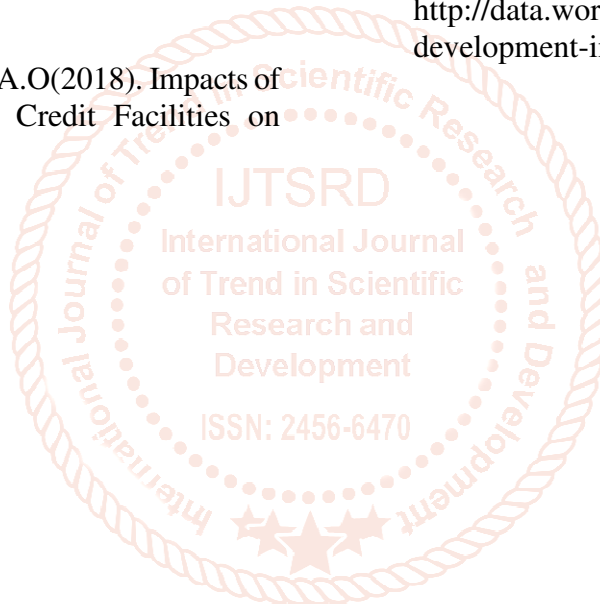 A.O(2018). Impacts of
Credit Facilities on
http://data.wor
development-i
International Journal of Trend in Scientific Research and Development
IJTSRD
International Journal
of Trend in Scientific
Research and
Development
ISSN: 2456-6470